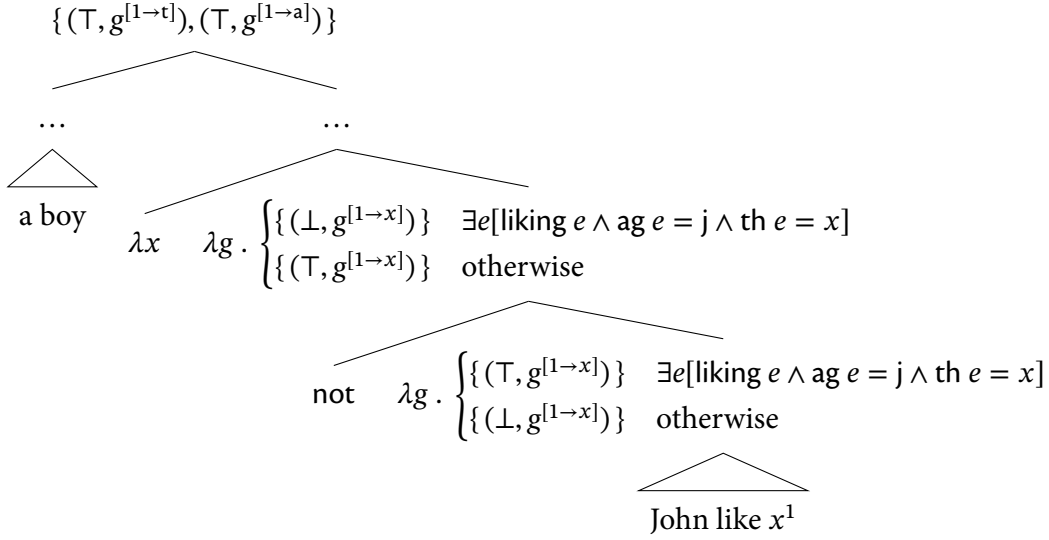 {(⊤, g^[1→t]), (⊤, g^[1→a])}
… …
a boy
λx λg . { {(⊥, g^[1→x])} ∃e[liking e ∧ ag e = j ∧ th e = x]
{(⊤, g^[1→x])} otherwise
not λg . { {(⊤, g^[1→x])} ∃e[liking e ∧ ag e = j ∧ th e = x]
{(⊥, g^[1→x])} otherwise
John like x^1